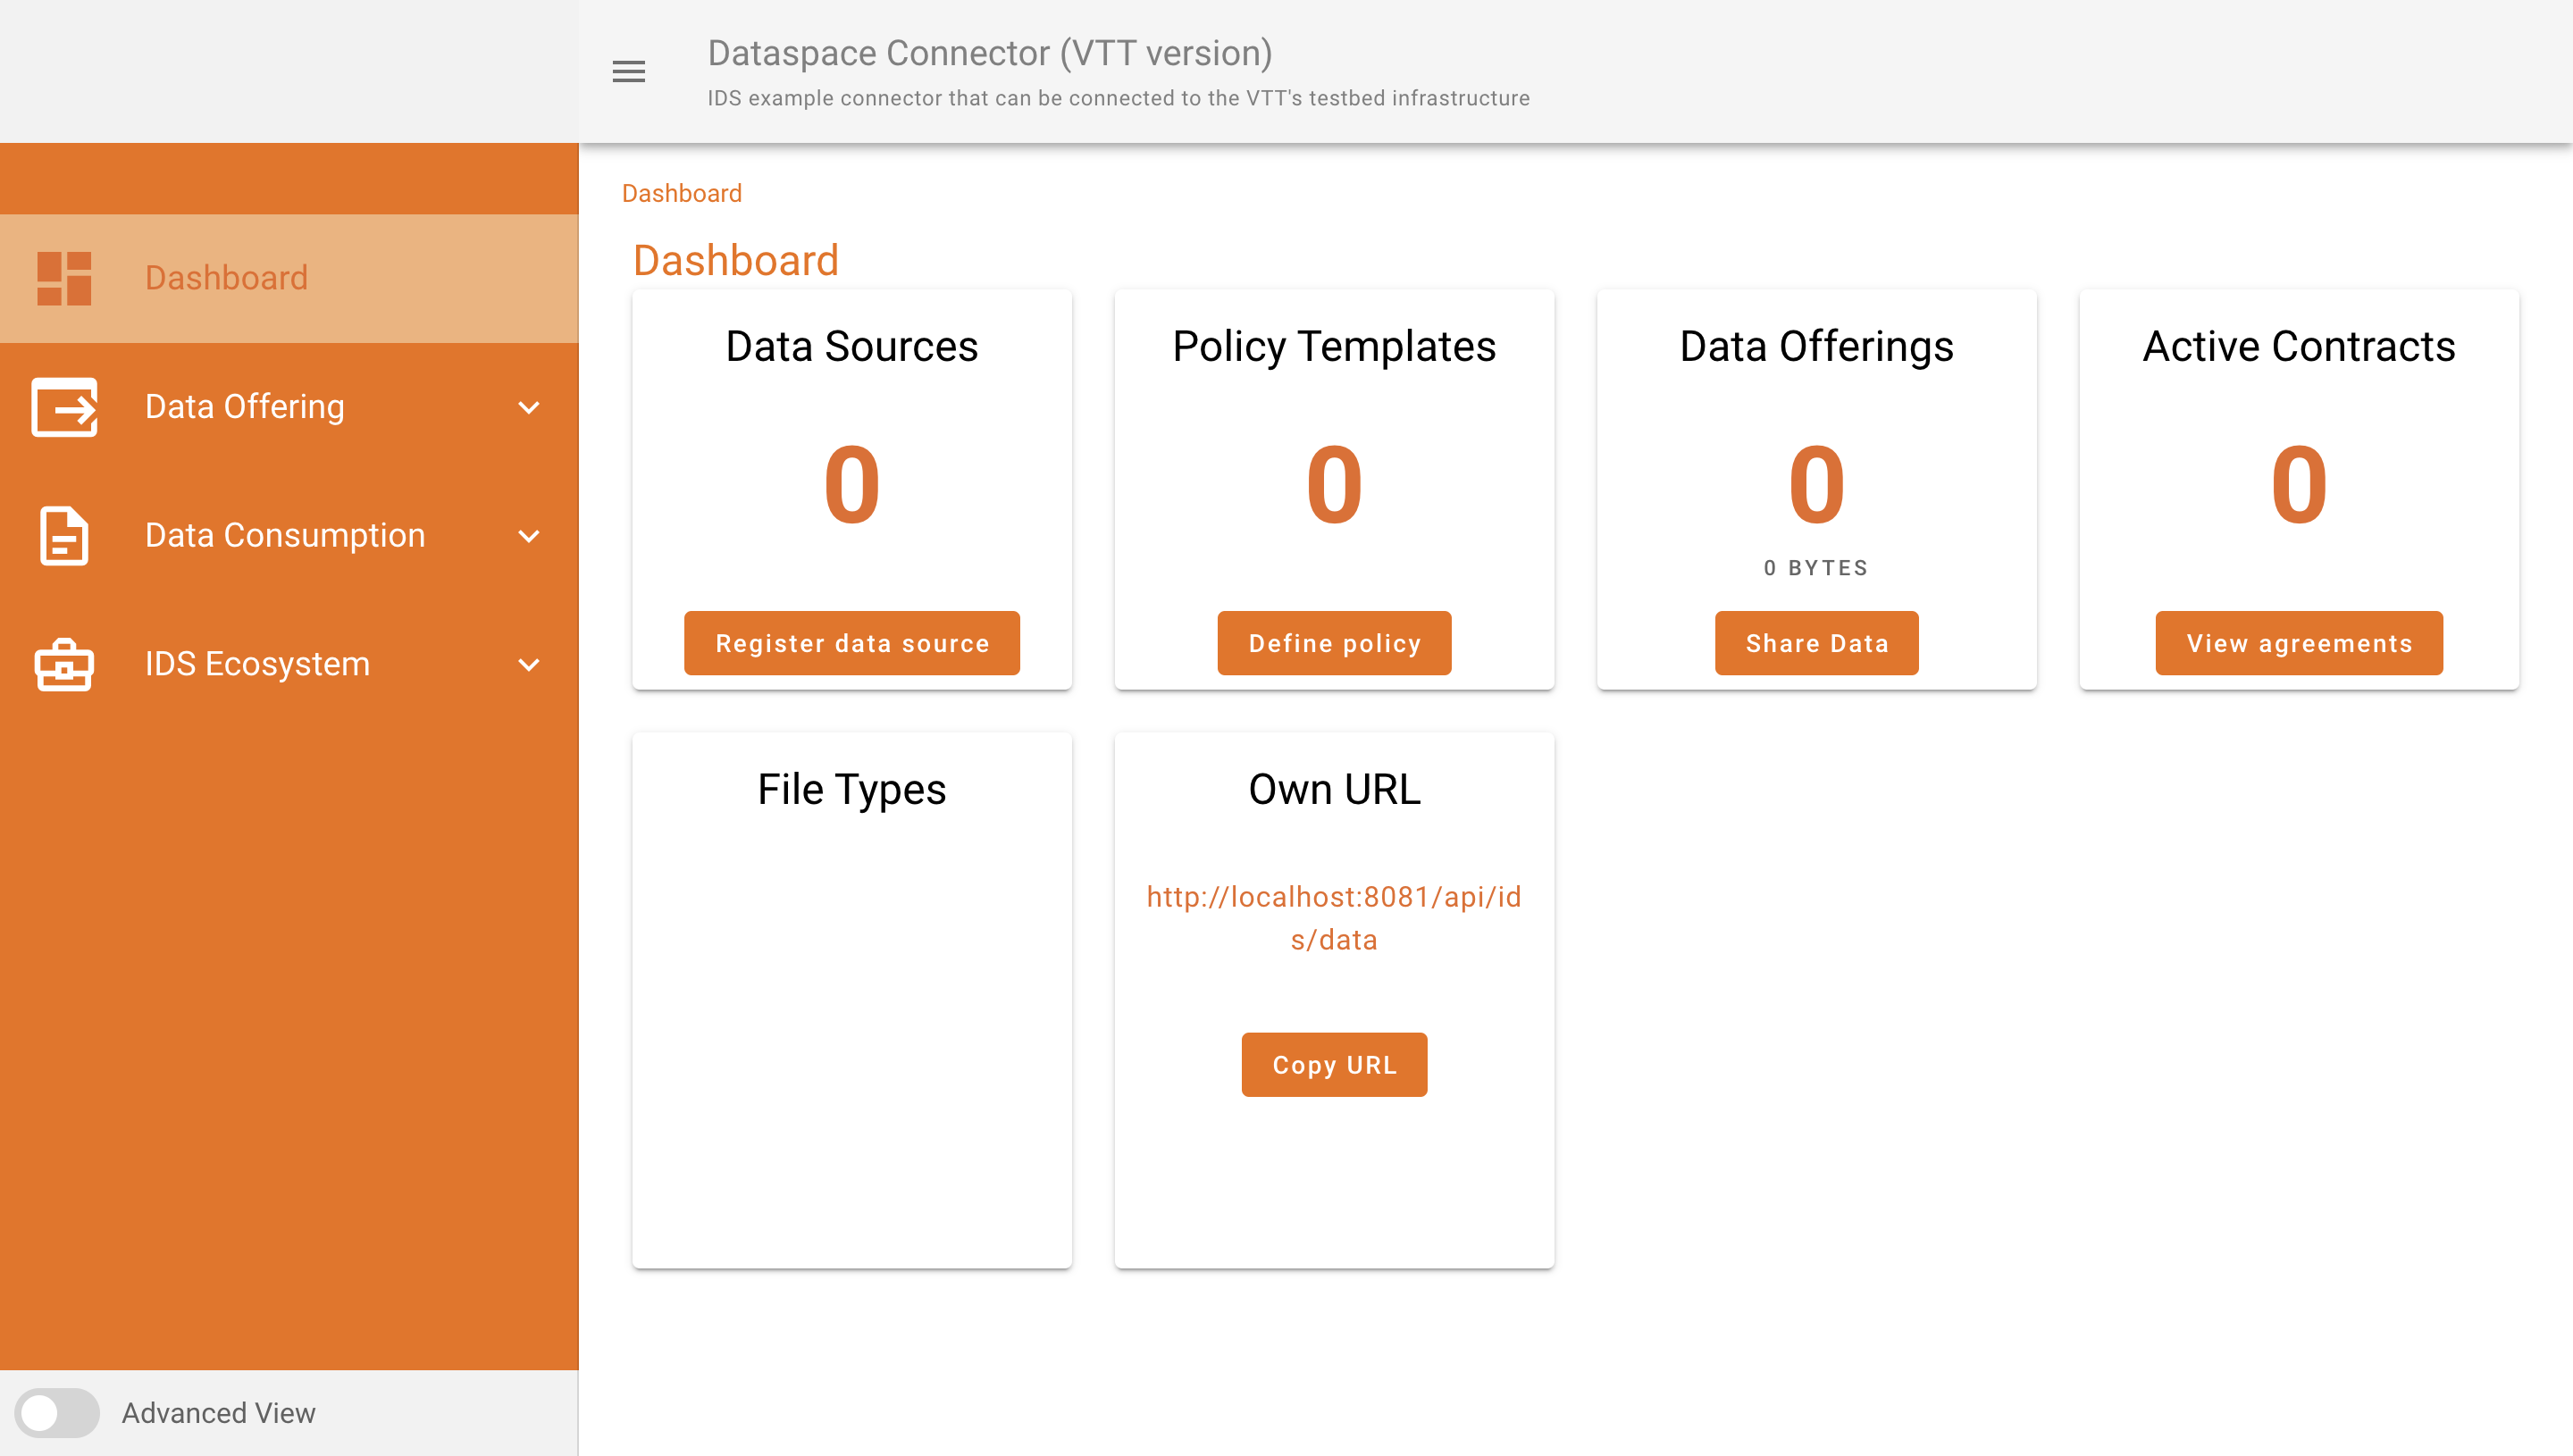 Dataspace Connector (VTT version)
IDS example connector that can be connected to the VTT's testbed infrastructure
Dashboard
Data Offering
Data Consumption
IDS Ecosystem
Advanced View
Dashboard
Dashboard
Data Sources
0
Register data source
Policy Templates
0
Define policy
Data Offerings
0
0 BYTES
Share Data
Active Contracts
0
View agreements
File Types
Own URL
http://localhost:8081/api/id
s/data
Copy URL